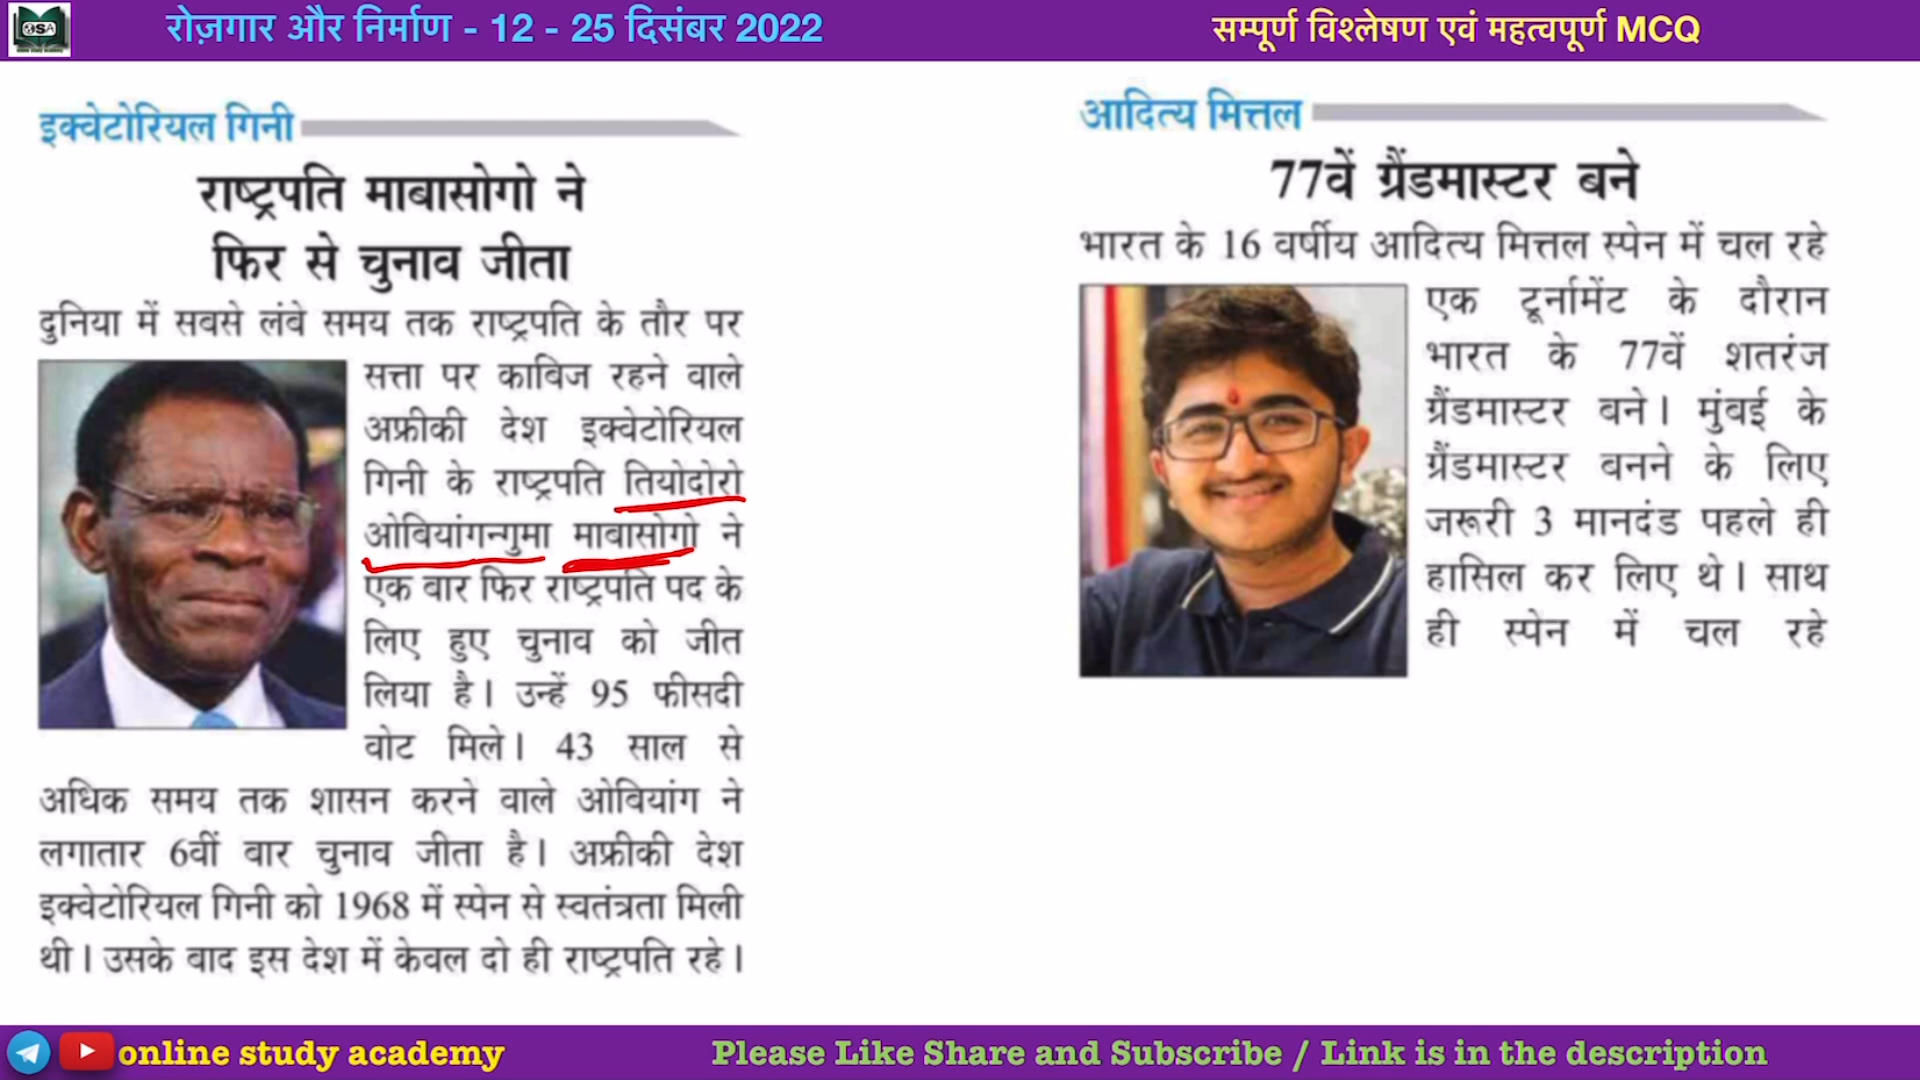 रोज़गार और निर्माण - 12 - 25 दिसंबर 2022
सम्पूर्ण विश्लेषण एवं महत्वपूर्ण MCQ
इक्वेटोरियल गिनी
राष्ट्रपति माबासोगो ने
फिर से चुनाव जीता
दुनिया में सबसे लंबे समय तक राष्ट्रपति के तौर पर
सत्ता पर काबिज रहने वाले
अफ्रीकी देश इक्वेटोरियल
गिनी के राष्ट्रपति तियोदोरो
ओबियांगन्गुमा माबासोगो ने
एक बार फिर राष्ट्रपति पद के
लिए हुए चुनाव को जीत
लिया है। उन्हें 95 फीसदी
वोट मिले। 43 साल से
अधिक समय तक शासन करने वाले ओबियांग ने
लगातार 6वीं बार चुनाव जीता है। अफ्रीकी देश
इक्वेटोरियल गिनी को 1968 में स्पेन से स्वतंत्रता मिली
थी। उसके बाद इस देश में केवल दो ही राष्ट्रपति रहे।
आदित्य मित्तल
77वें ग्रैंडमास्टर बने
भारत के 16 वर्षीय आदित्य मित्तल स्पेन में चल रहे
एक टूर्नामेंट के दौरान
भारत के 77वें शतरंज
ग्रैंडमास्टर बने। मुंबई के
ग्रैंडमास्टर बनने के लिए
जरूरी 3 मानदंड पहले ही
हासिल कर लिए थे। साथ
ही स्पेन में चल रहे
online study academy
Please Like Share and Subscribe / Link is in the description